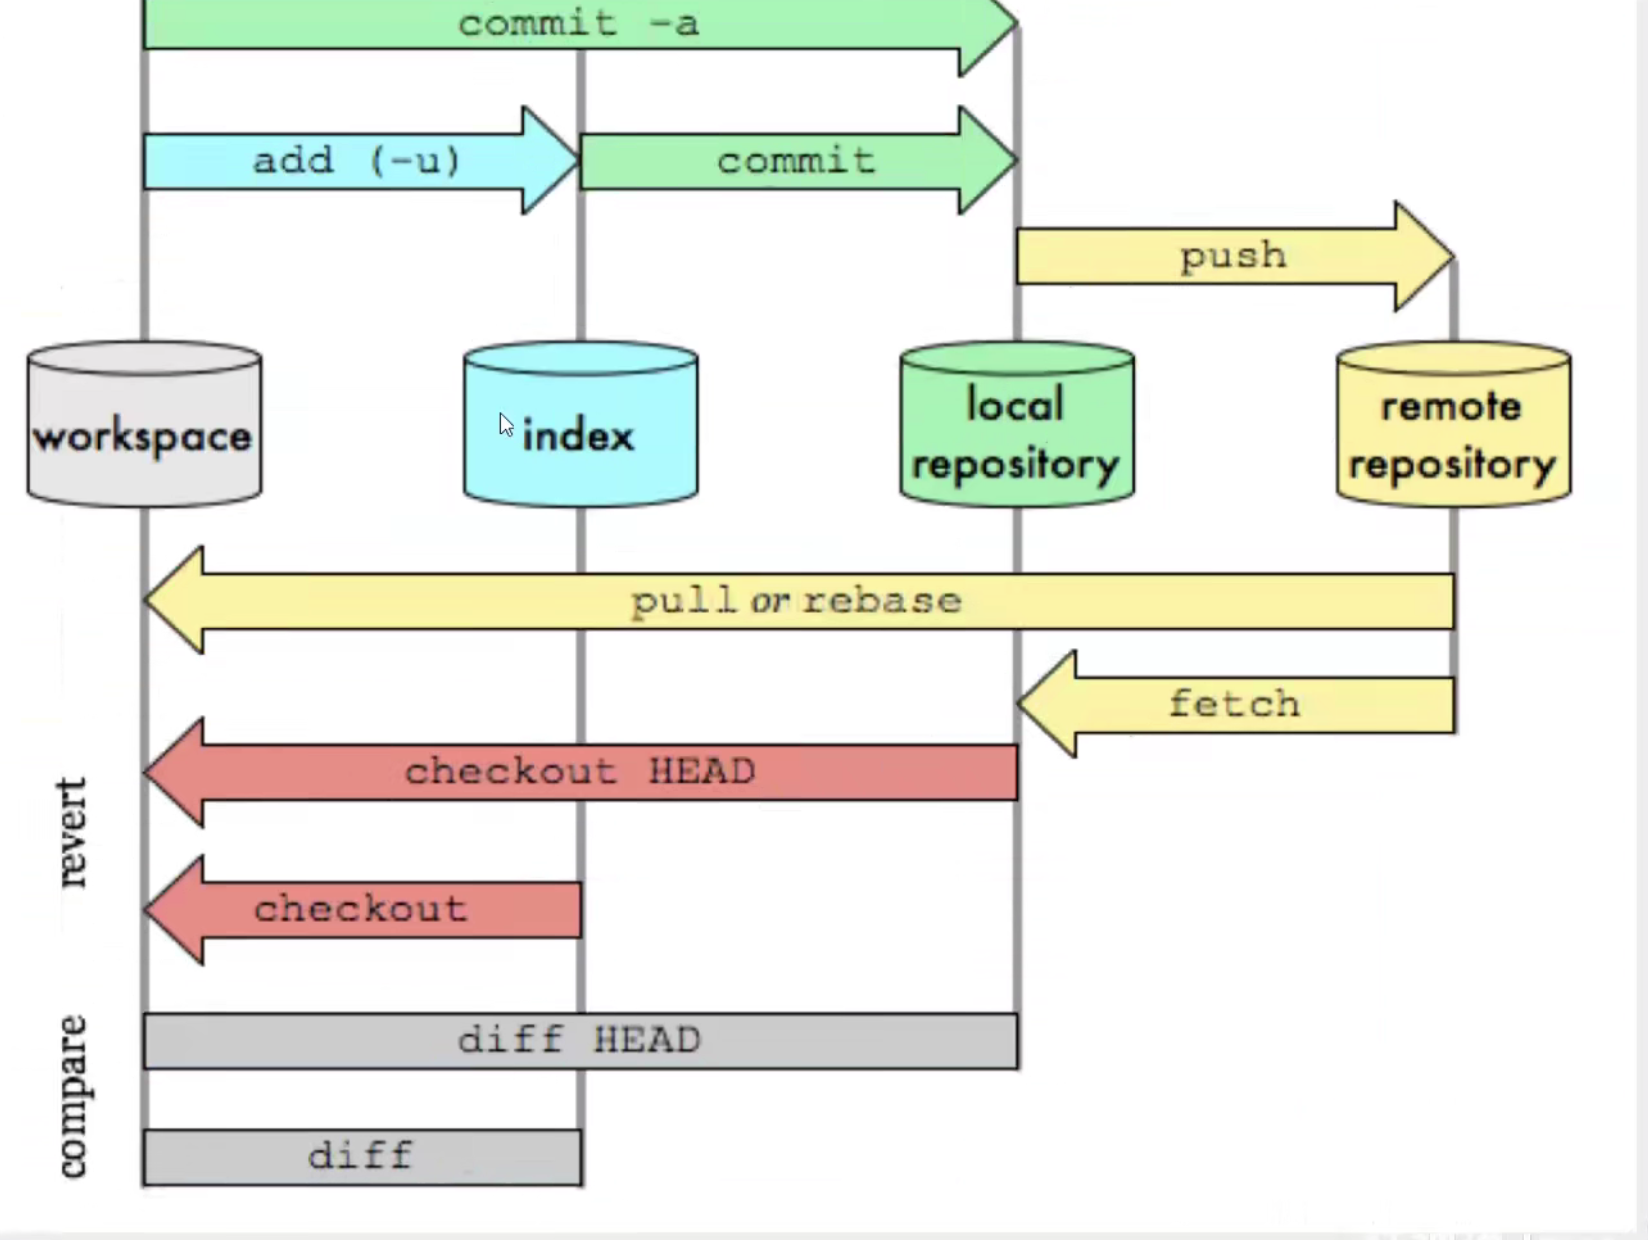 commit -a
add (-u)
commit
push
workspace
index
local
repository
remote
repository
pull or rebase
fetch
revert
checkout HEAD
checkout
compare
diff HEAD
diff